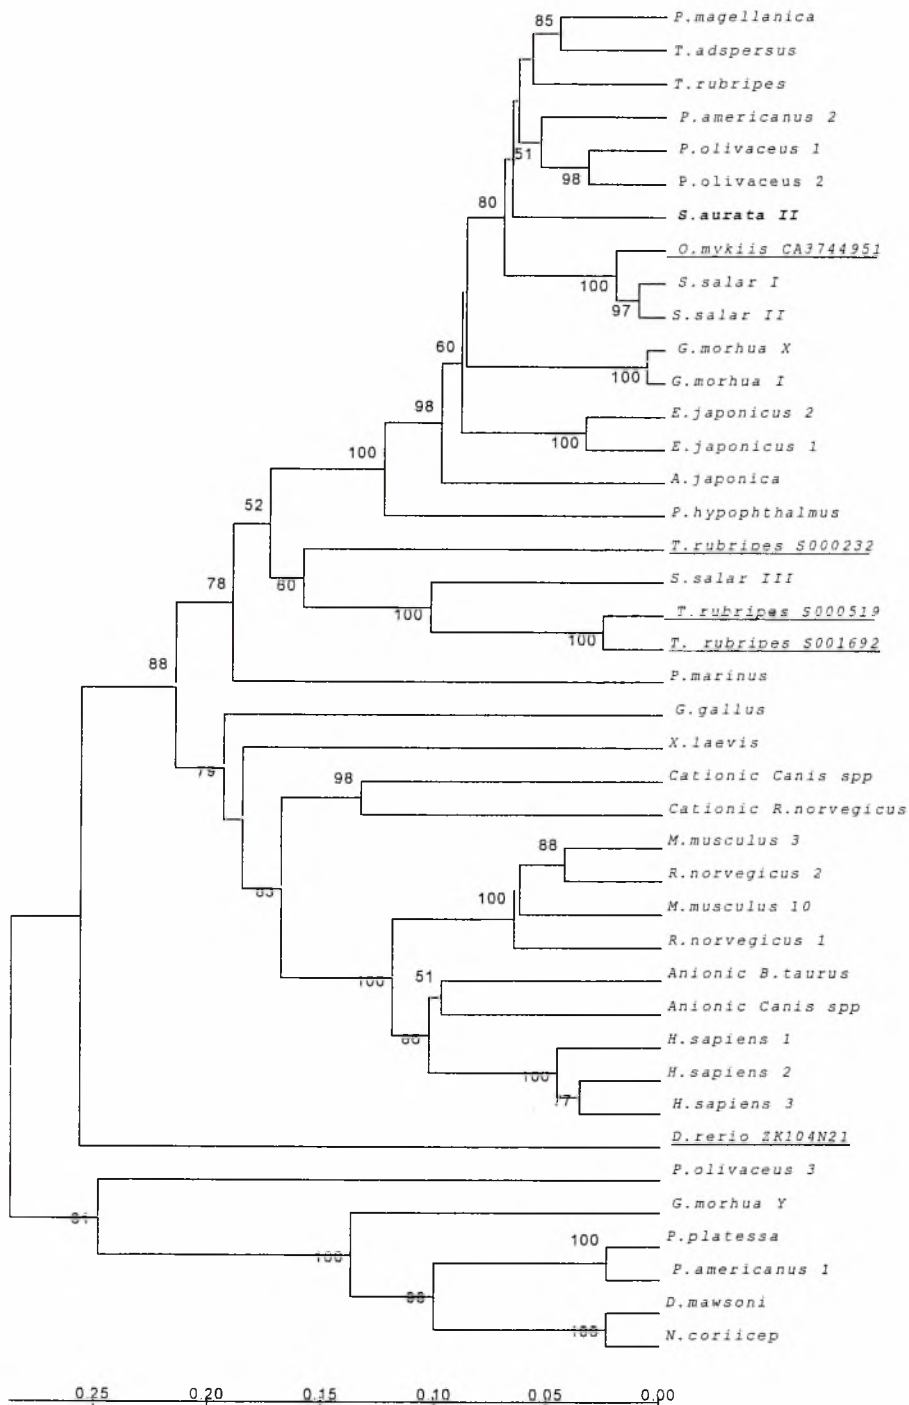 85
P.magellanica
T.adspersus
T.rubripes
P.americanus 2
51
P.olivaceus 1
98
P.olivaceus 2
80
S.aurata II
O.mykiis CA3744951
100
S.salar I
97
S.salar II
G.morhua X
60
100
G.morhua I
98
E.japonicus 2
100
E.japonicus 1
100
A.japonica
52
P.hypophthalmus
T.rubripes S000232
78
60
S.salar III
100
T.rubripes S000519
100
T. rubripes S001692
88
P.marinus
G.gallus
79
X.laevis
98
Cationic Canis spp
Cationic R.norvegicus
88
M.musculus 3
83
R.norvegicus 2
100
M.musculus 10
R.norvegicus 1
100
51
Anionic B.taurus
Anionic Canis spp
H.sapiens 1
100
H.sapiens 2
H.sapiens 3
D.rerio ZK104N21
P.olivaceus 3
81
G.morhua Y
100
100
P.platessa
P.americanus 1
D.mawsoni
100
N.coriicep
0.25 0.20 0.15 0.10 0.05 0.00